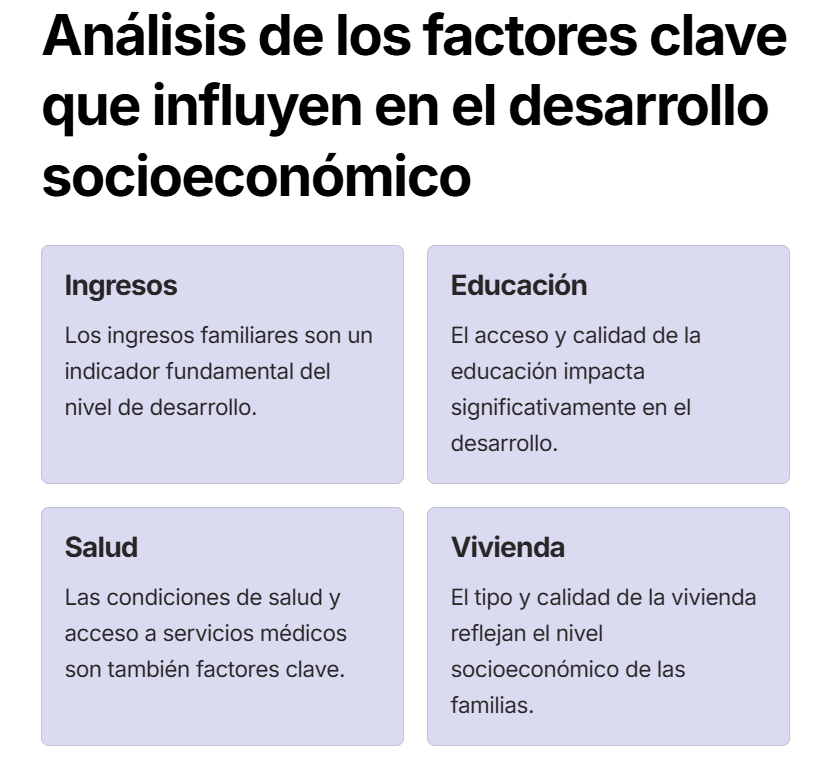 Análisis de los factores clave
que influyen en el desarrollo
socioeconómico
Ingresos
Los ingresos familiares son un
indicador fundamental del
nivel de desarrollo.
Educación
El acceso y calidad de la
educación impacta
significativamente en el
desarrollo.
Salud
Las condiciones de salud y
acceso a servicios médicos
son también factores clave.
Vivienda
El tipo y calidad de la vivienda
reflejan el nivel
socioeconómico de las
familias.